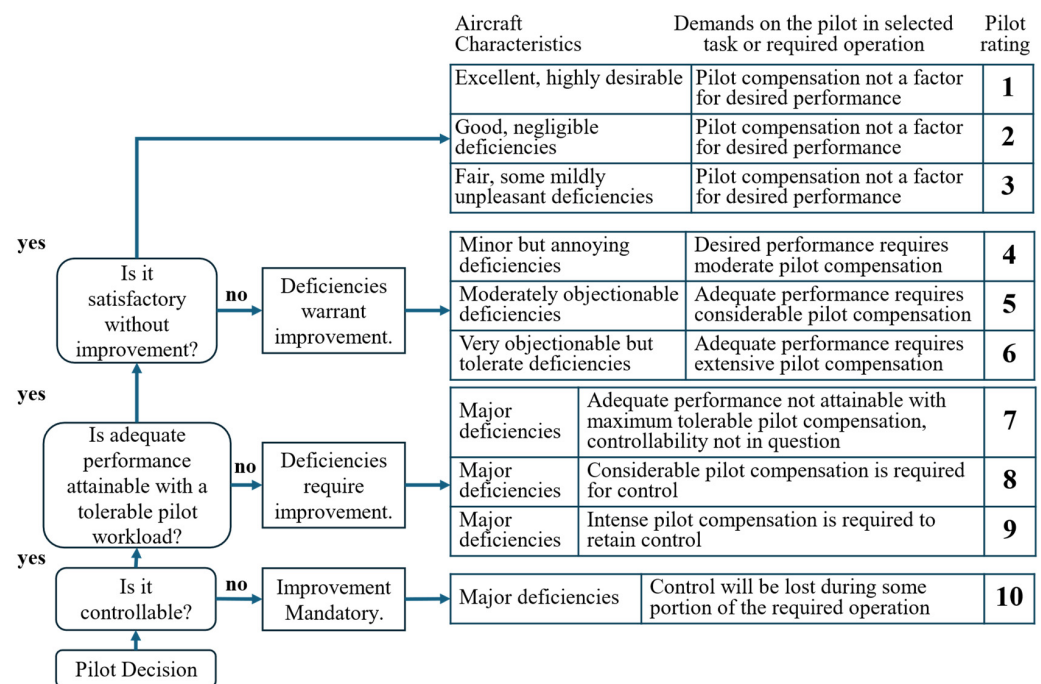 Aircraft
Characteristics
Demands on the pilot in selected
task or required operation
Pilot
rating
Excellent, highly desirable
Pilot compensation not a factor
for desired performance
1
Good, negligible
deficiencies
Pilot compensation not a factor
for desired performance
2
Fair, some mildly
unpleasant deficiencies
Pilot compensation not a factor
for desired performance
3
yes
Is it
satisfactory
without
improvement?
no
Deficiencies
warrant
improvement.
Minor but annoying
deficiencies
Desired performance requires
moderate pilot compensation
4
Moderately objectionable
deficiencies
Adequate performance requires
considerable pilot compensation
5
Very objectionable but
tolerate deficiencies
Adequate performance requires
extensive pilot compensation
6
yes
Is adequate
performance
attainable with a
tolerable pilot
workload?
no
Deficiencies
require
improvement.
Major
deficiencies
Adequate performance not attainable with
maximum tolerable pilot compensation,
controllability not in question
7
Major
deficiencies
Considerable pilot compensation is required
for control
8
Major
deficiencies
Intense pilot compensation is required to
retain control
9
yes
Is it
controllable?
no
Improvement
Mandatory.
Major deficiencies
Control will be lost during some
portion of the required operation
10
Pilot Decision